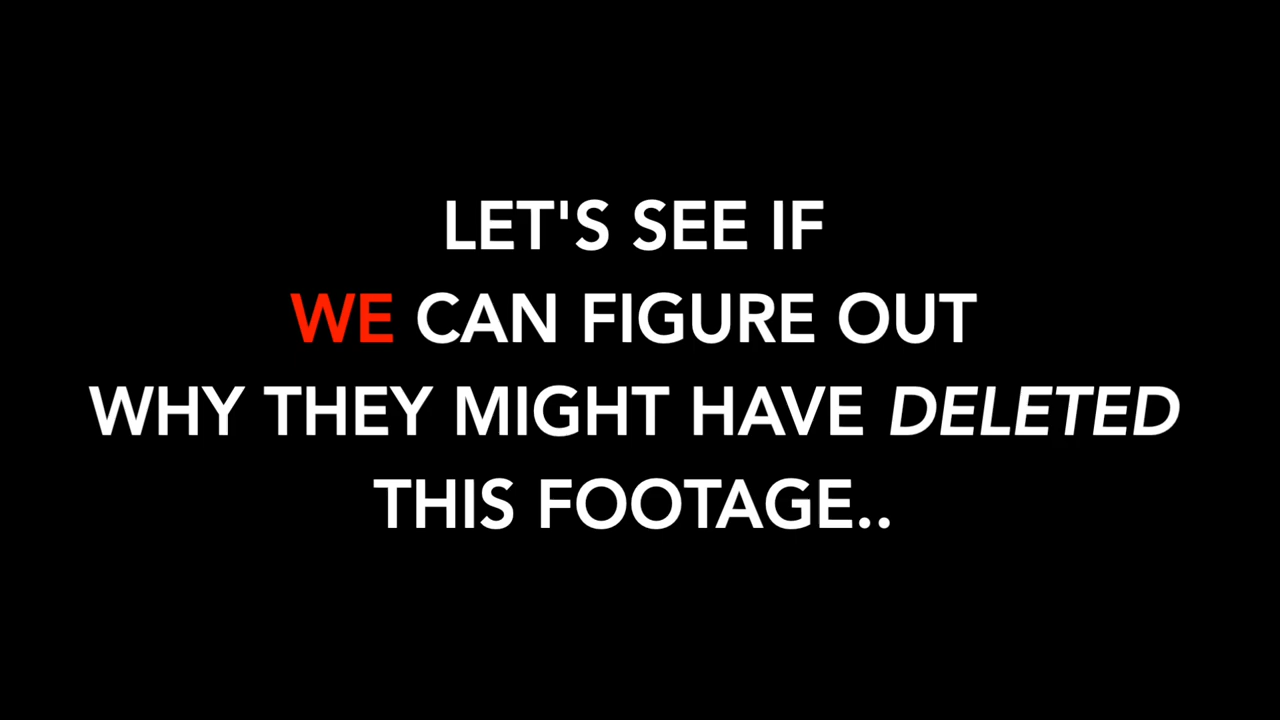 LET'S SEE IF
WE CAN FIGURE OUT
WHY THEY MIGHT HAVE DELETED
THIS FOOTAGE..